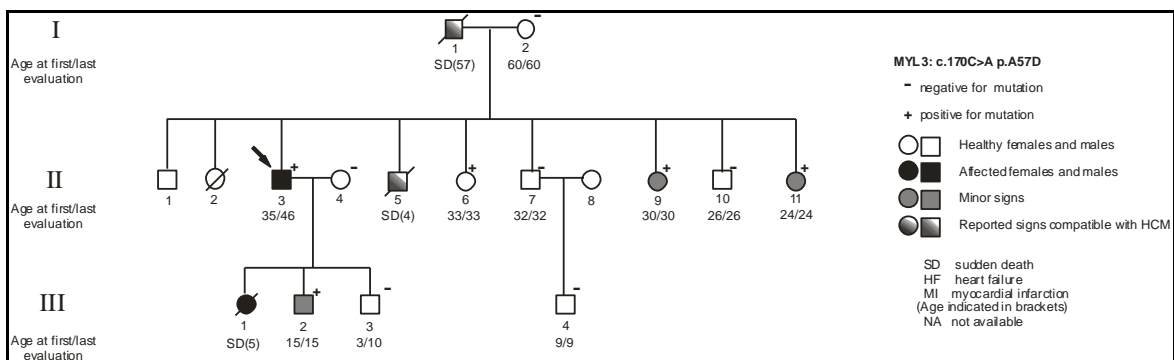 I
Age at first/last
evaluation
1
SD(57)
2
60/60
-
II
Age at first/last
evaluation
1
2
3
35/46
+
4
-
5
SD(4)
6
33/33
+
7
32/32
-
8
9
30/30
+
10
26/26
-
11
24/24
+
III
Age at first/last
evaluation
1
SD(5)
2
15/15
+
3
3/10
-
4
9/9
-
MYL3: c.170C>A p.A57D
- negative for mutation
+ positive for mutation
Healthy females and males
Affected females and males
Minor signs
Reported signs compatible with HCM
SD sudden death
HF heart failure
MI myocardial infarction
(Age indicated in brackets)
NA not available